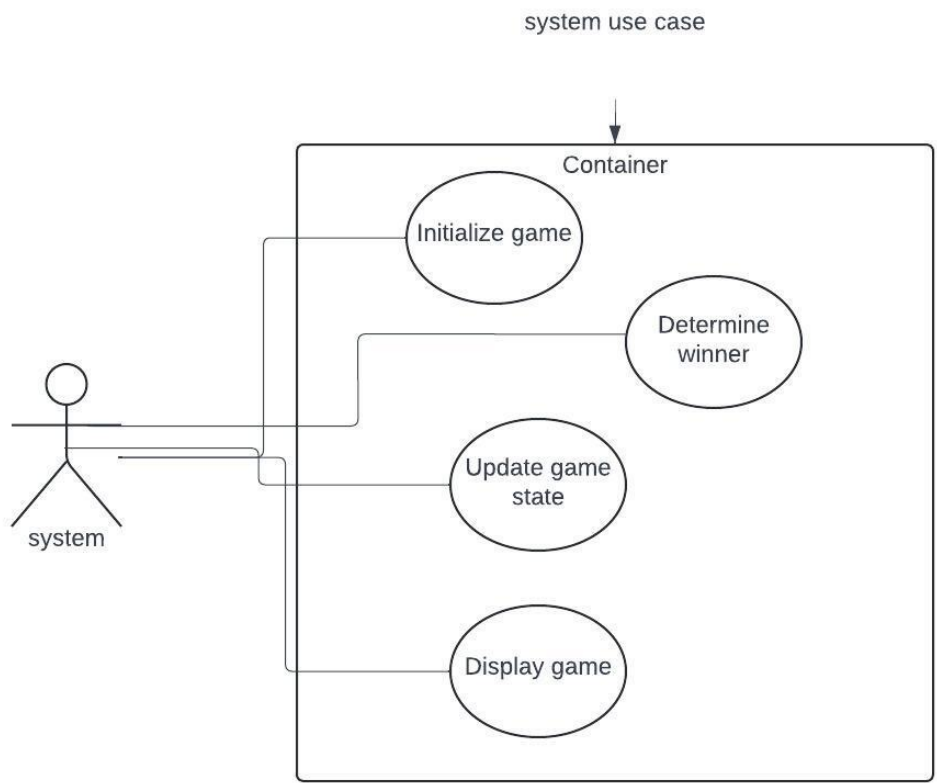 system use case
Container
Initialize game
Determine
winner
Update game
state
system
Display game